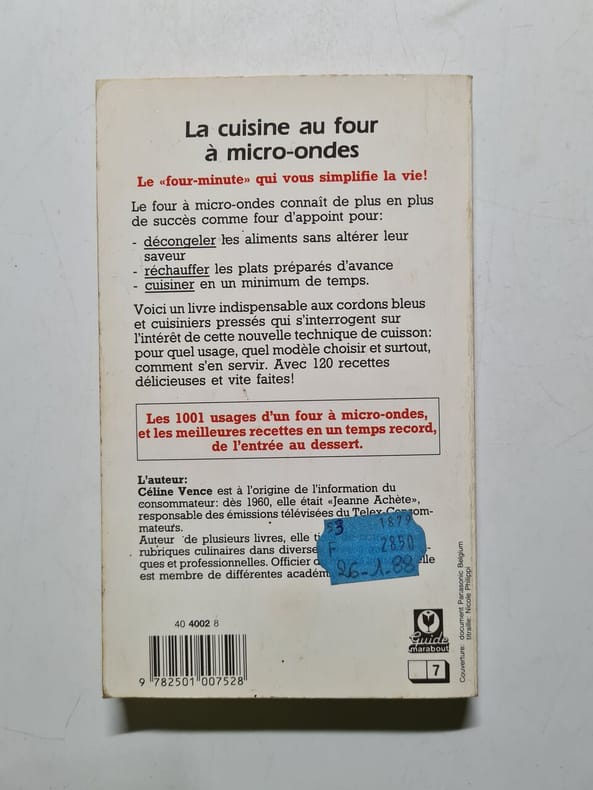 La cuisine au four
à micro-ondes
Le «four-minute» qui vous simplifie la vie!
Le four à micro-ondes connaît de plus en plus
de succès comme four d'appoint pour:
- décongeler les aliments sans altérer leur
saveur
- réchauffer les plats préparés d'avance
- cuisiner en un minimum de temps.
Voici un livre indispensable aux cordons bleus
et cuisiniers pressés qui s'interrogent sur
l'intérêt de cette nouvelle technique de cuisson:
pour quel usage, quel modèle choisir et surtout,
comment s'en servir. Avec 120 recettes
délicieuses et vite faites!
Les 1001 usages d'un four à micro-ondes,
et les meilleures recettes en un temps record,
de l'entrée au dessert.
L'auteur:
Céline Vence est à l'origine de l'information du
consommateur: dès 1960, elle était «Jeanne Achète»,
responsable des émissions télévisées du Telex-Consom-
mateurs.
Auteur de plusieurs livres, elle
rubriques culinaires dans
ques et professionnelles. Officier elle
est membre de différentes
53 1879
F 2850
26-1-88
40 4002 8
9 782501 007528
Guide
marabout
7
Couverture: document Panasonic Belgium
titraille: Nicole Philippi